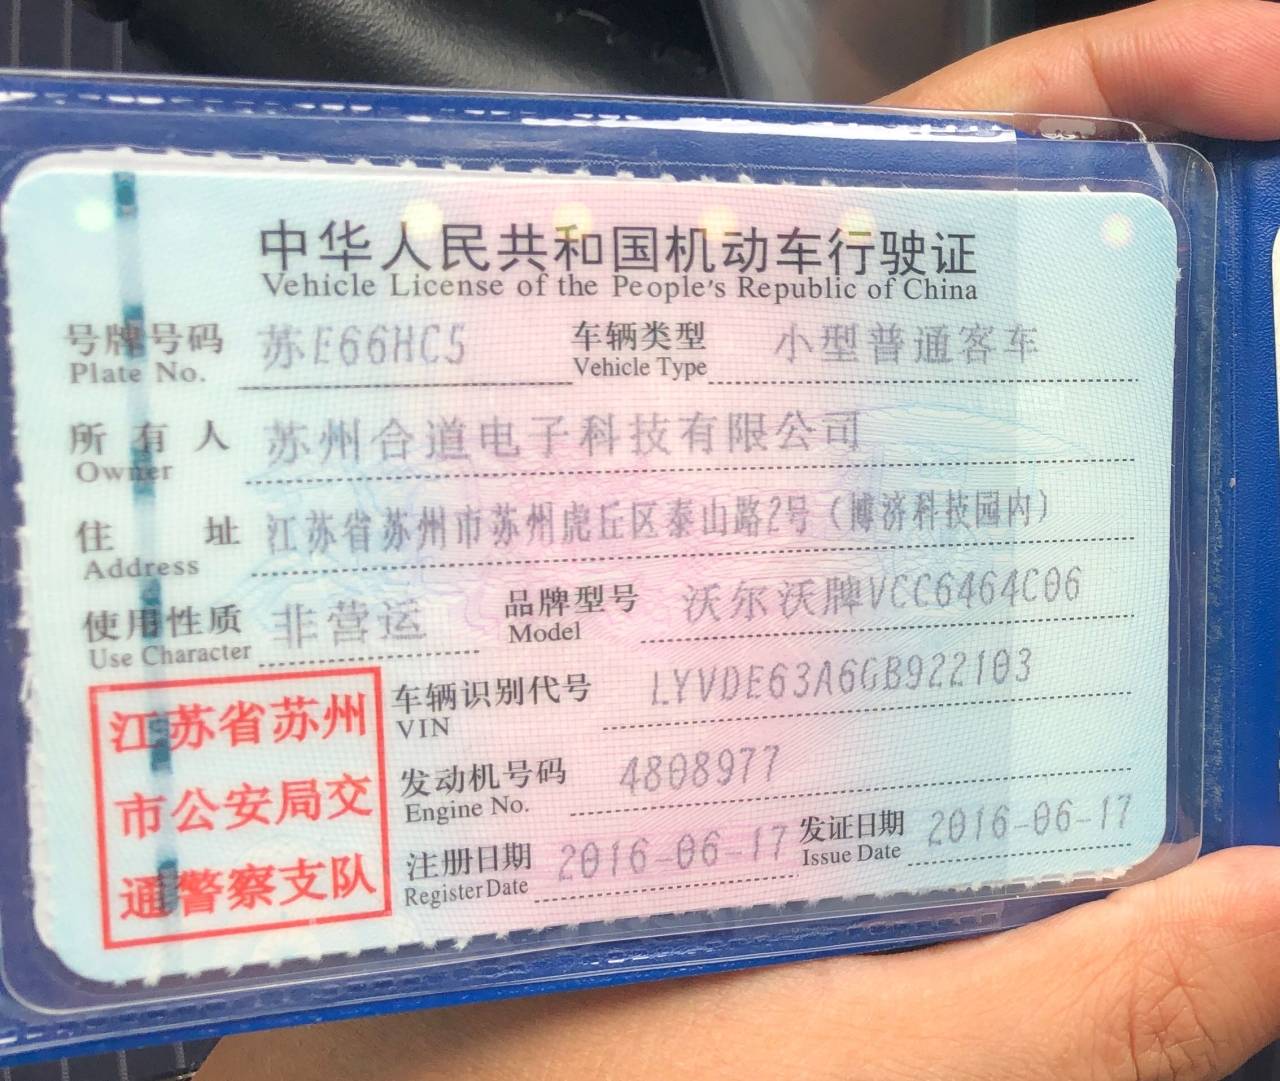 中华人民共和国机动车行驶证
Vehicle License of the People's Republic of China
号牌号码 苏E66HC5 车辆类型 小型普通客车
Plate No. Vehicle Type
所有人 苏州合道电子科技有限公司
Owner
住址 江苏省苏州市苏州虎丘区泰山路2号（博济科技园内）
Address
使用性质 非营运 品牌型号 沃尔沃牌VCC6464C06
Use Character Model
车辆识别代号 LYVDE63A6GB922103
VIN
发动机号码 4808977
Engine No.
注册日期 2016-06-17 发证日期 2016-06-17
Register Date Issue Date
江苏省苏州
市公安局交
通警察支队